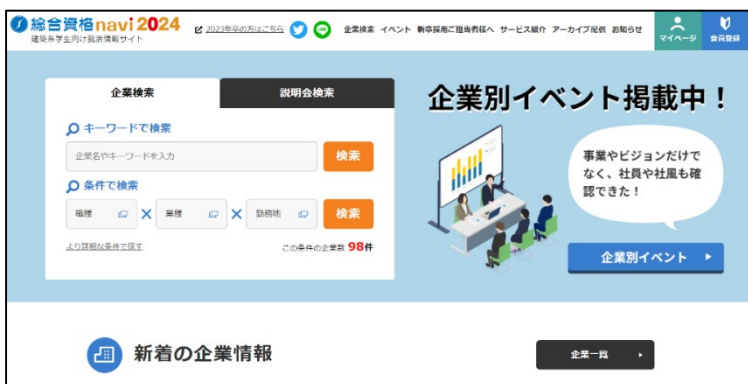 総合資格navi 2024
建築系学生向け就活情報サイト
2023年卒の方はこちら
企業検索 イベント 新卒採用ご担当者様へ サービス紹介 アーカイブ配信 お知らせ
マイページ
会員登録
企業検索
説明会検索
キーワードで検索
企業名やキーワードを入力
検索
条件で検索
職種 × 業種 × 勤務地
検索
より詳細な条件で探す
この条件の企業数 98件
企業別イベント掲載中！
事業やビジョンだけで
なく、社員や社風も確
認できた！
企業別イベント
新着の企業情報
企業一覧